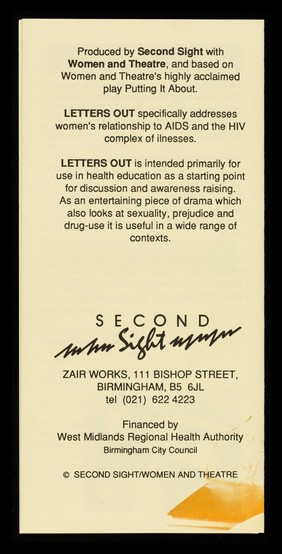 Produced by Second Sight with
Women and Theatre, and based on
Women and Theatre's highly acclaimed
play Putting It About.
LETTERS OUT specifically addresses
women's relationship to AIDS and the HIV
complex of ilnesses.
LETTERS OUT is intended primarily for
use in health education as a starting point
for discussion and awareness raising.
As an entertaining piece of drama which
also looks at sexuality, prejudice and
drug-use it is useful in a wide range of
contexts.
SECOND
Sight
ZAIR WORKS, 111 BISHOP STREET,
BIRMINGHAM, B5 6JL
tel (021) 622 4223
Financed by
West Midlands Regional Health Authority
Birmingham City Council
© SECOND SIGHT/WOMEN AND THEATRE